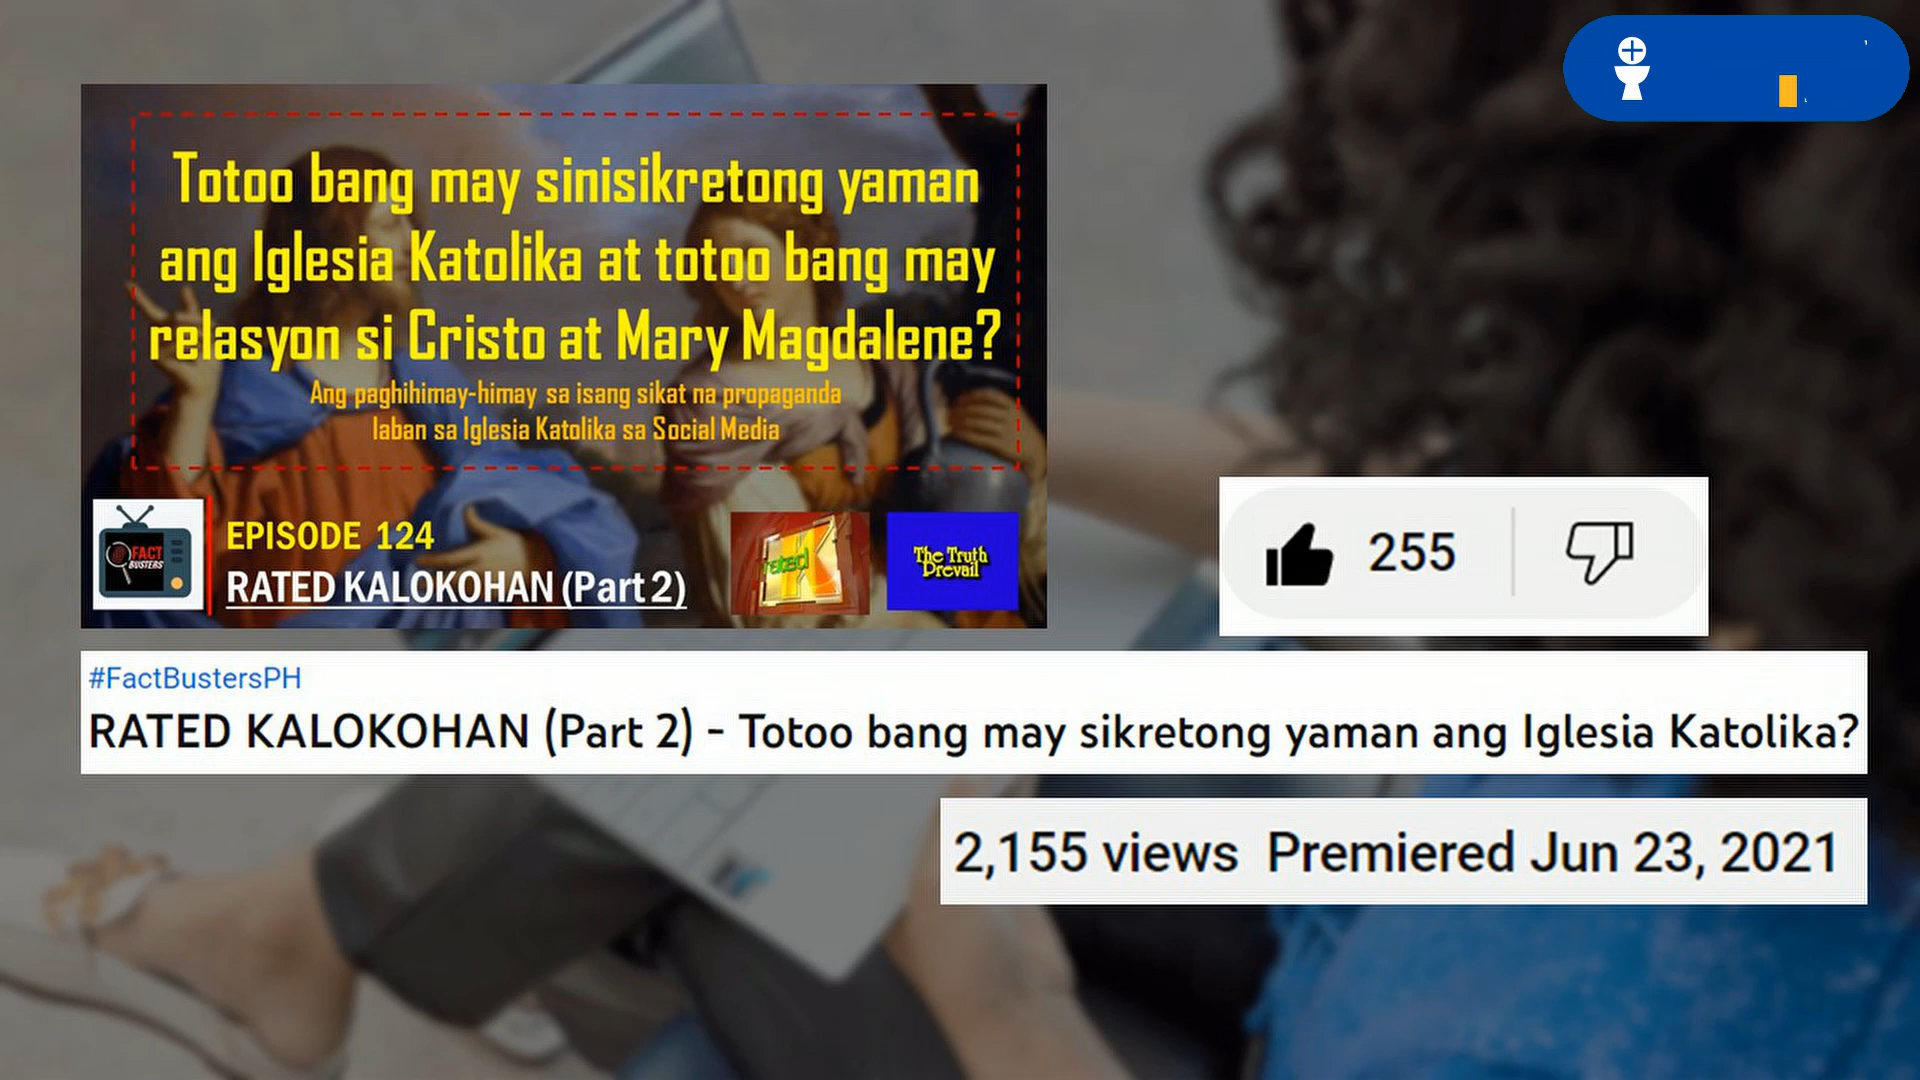 Totoo bang may sinisikretong yaman
ang Iglesia Katolika at totoo bang may
relasyon si Cristo at Mary Magdalene?
Ang paghihimay-himay sa isang sikat na propaganda
laban sa Iglesia Katolika sa Social Media
FACT
BUSTERS
EPISODE 124
RATED KALOKOHAN (Part 2)
rated K
The Truth
Prevail
255
#FactBustersPH
RATED KALOKOHAN (Part 2) - Totoo bang may sikretong yaman ang Iglesia Katolika?
2,155 views Premiered Jun 23, 2021